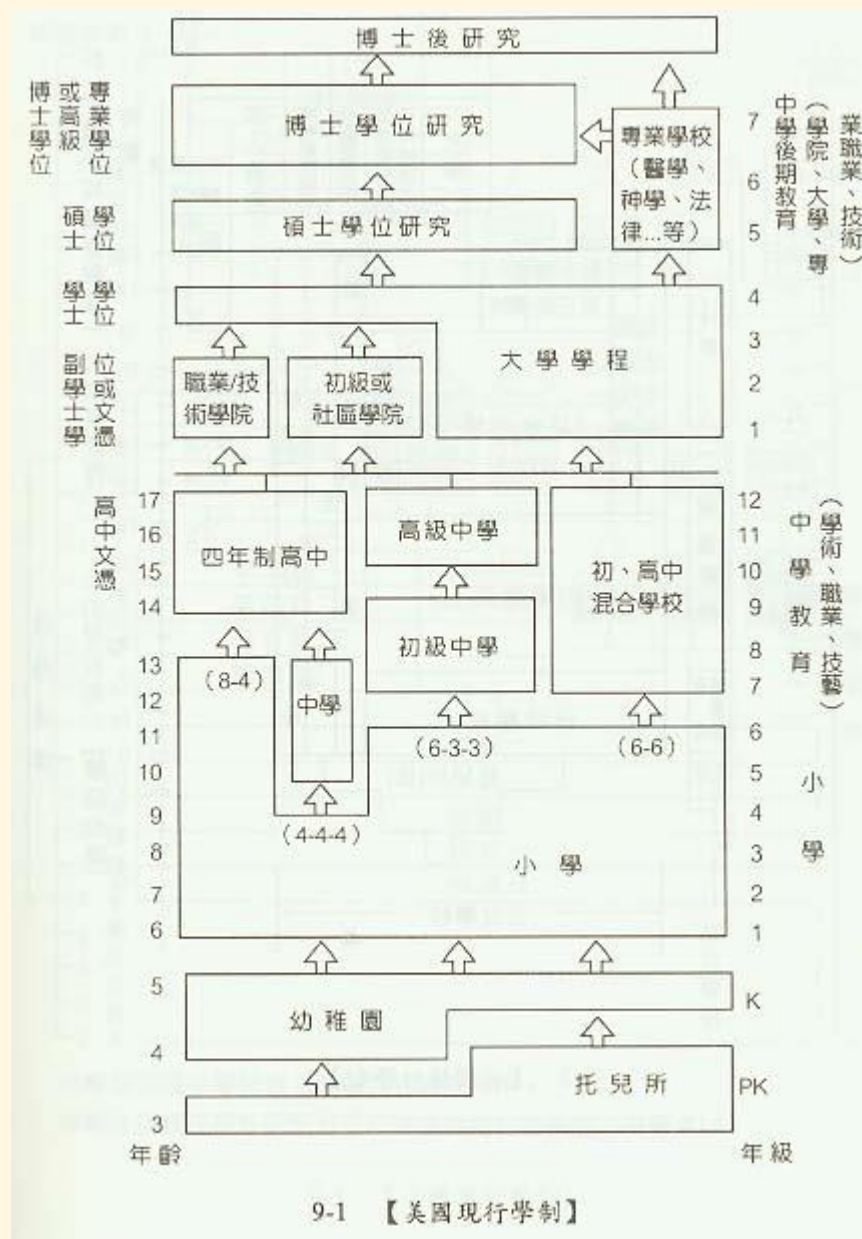 博士後研究
博士學位研究
專業學校
（醫學、
神學、法
律...等）
碩士學位研究
大學學程
職業/技
術學院
初級或
社區學院
四年制高中
高級中學
初級中學
初、高中
混合學校
中學
（8-4）
（4-4-4）
（6-3-3）
（6-6）
小學
幼稚園
托兒所
專業學位
或高級
博士學位
學位
碩士
學位
學士
位或文憑
副學士學
高中文憑
17
16
15
14
13
12
11
10
9
8
7
6
5
4
3
年齡
業職業、技術）
（學院、大學、專
中學後期教育
7
6
5
4
3
2
1
（學術、職業、技藝）
中學教育
12
11
10
9
8
7
小學
6
5
4
3
2
1
K
PK
年級
9-1 【美國現行學制】